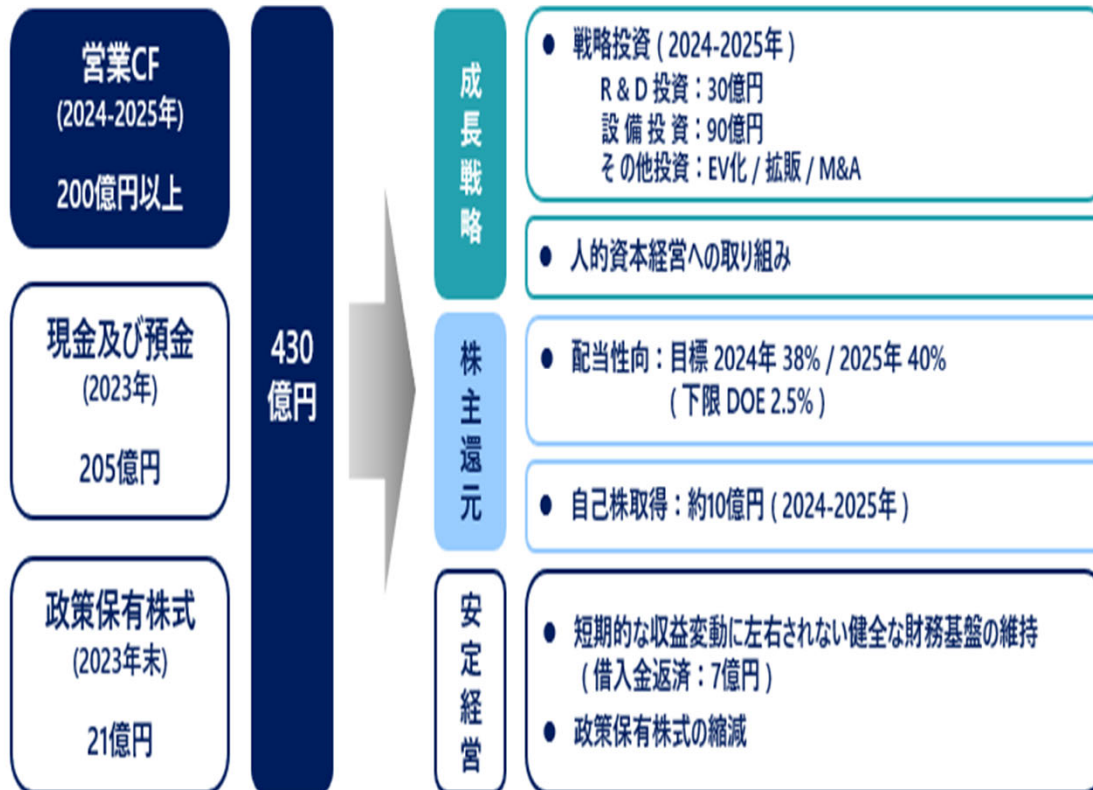 営業CF
(2024-2025年)
200億円以上
現金及び預金
(2023年)
205億円
政策保有株式
(2023年末)
21億円
430
億円
成長戦略
● 戦略投資 ( 2024-2025年 )
R & D 投資：30億円
設 備 投 資：90億円
その他投資：EV化 / 拡販 / M&A
● 人的資本経営への取り組み
株主還元
● 配当性向：目標 2024年 38% / 2025年 40%
( 下限 DOE 2.5% )
● 自己株取得：約10億円 ( 2024-2025年 )
安定経営
● 短期的な収益変動に左右されない健全な財務基盤の維持
( 借入金返済：7億円 )
● 政策保有株式の縮減